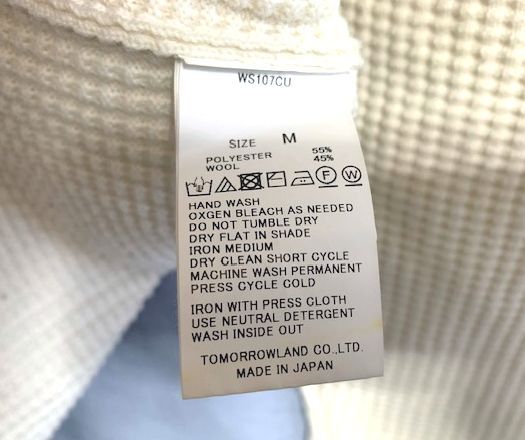 WS107CU
SIZE M
POLYESTER 55%
WOOL 45%
F W
HAND WASH
OXGEN BLEACH AS NEEDED
DO NOT TUMBLE DRY
DRY FLAT IN SHADE
IRON MEDIUM
DRY CLEAN SHORT CYCLE
MACHINE WASH PERMANENT
PRESS CYCLE COLD
IRON WITH PRESS CLOTH
USE NEUTRAL DETERGENT
WASH INSIDE OUT
TOMORROWLAND CO.,LTD.
MADE IN JAPAN